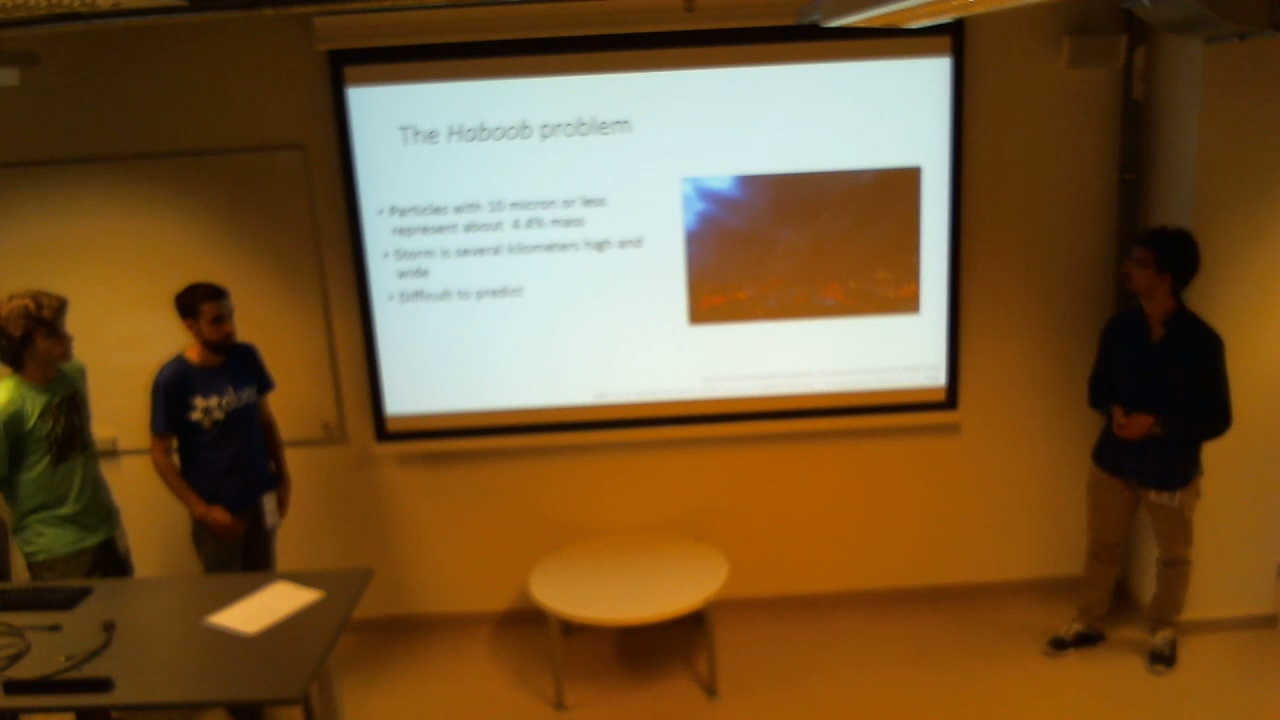 The Haboob problem
• Particles with 10 micron or less
represent about 4.4% mass
• Storm is several kilometers high and
wide
• Difficult to predict